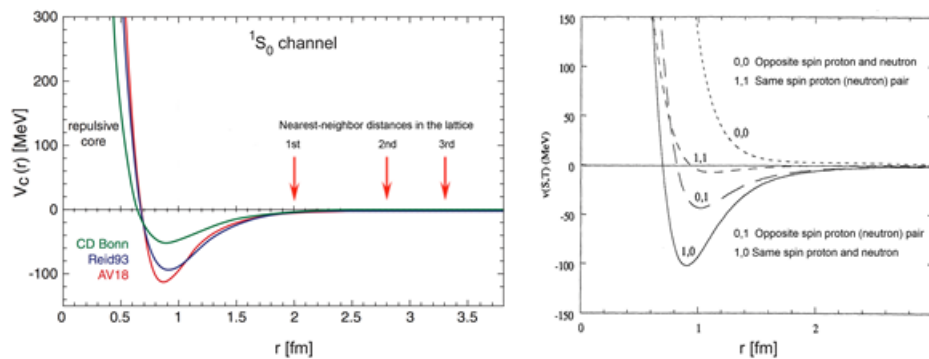 300
200
100
0
-100
V_C (r) [MeV]
¹S₀ channel
repulsive
core
Nearest-neighbor distances in the lattice
1st
2nd
3rd
CD Bonn
Reid93
AV18
0
0.5
1
1.5
2
2.5
3
3.5
r [fm]
150
100
50
0
-50
-100
-150
v(S,T) (MeV)
0,0 Opposite spin proton and neutron
1,1 Same spin proton (neutron) pair
0,0
1,1
0,1
1,0
0,1 Opposite spin proton (neutron) pair
1,0 Same spin proton and neutron
0
1
2
r [fm]